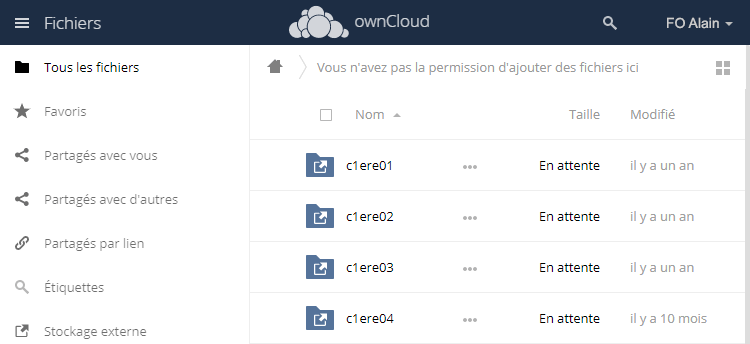 Fichiers
ownCloud
FO Alain
Tous les fichiers
Favoris
Partagés avec vous
Partagés avec d'autres
Partagés par lien
Étiquettes
Stockage externe
Vous n'avez pas la permission d'ajouter des fichiers ici
Nom Taille Modifié
c1ere01 ••• En attente il y a un an
c1ere02 ••• En attente il y a un an
c1ere03 ••• En attente il y a un an
c1ere04 ••• En attente il y a 10 mois